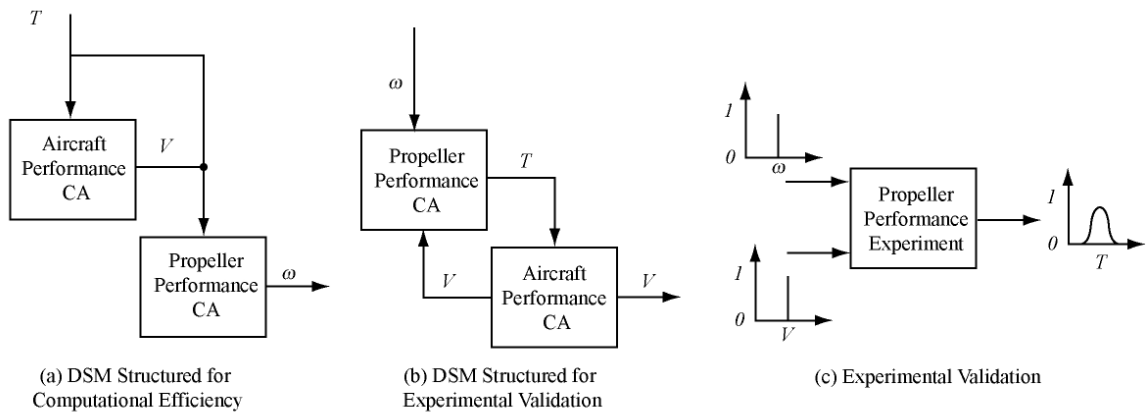 T
Aircraft
Performance
CA
V
Propeller
Performance
CA
ω
(a) DSM Structured for
Computational Efficiency
ω
Propeller
Performance
CA
T
V
Aircraft
Performance
CA
V
(b) DSM Structured for
Experimental Validation
1
0
ω
1
0
V
Propeller
Performance
Experiment
1
0
T
(c) Experimental Validation